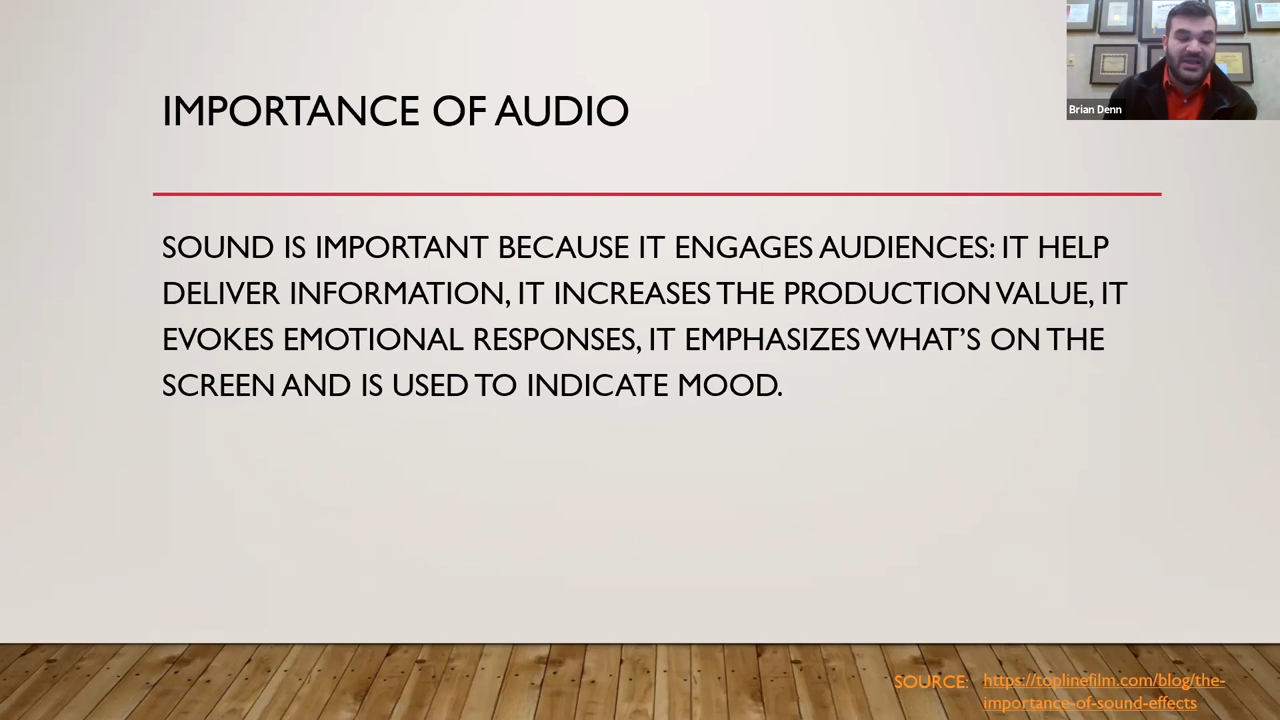 IMPORTANCE OF AUDIO
Brian Denn
SOUND IS IMPORTANT BECAUSE IT ENGAGES AUDIENCES: IT HELP
DELIVER INFORMATION, IT INCREASES THE PRODUCTION VALUE, IT
EVOKES EMOTIONAL RESPONSES, IT EMPHASIZES WHAT’S ON THE
SCREEN AND IS USED TO INDICATE MOOD.
SOURCE: https://toplinefilm.com/blog/the-
importance-of-sound-effects